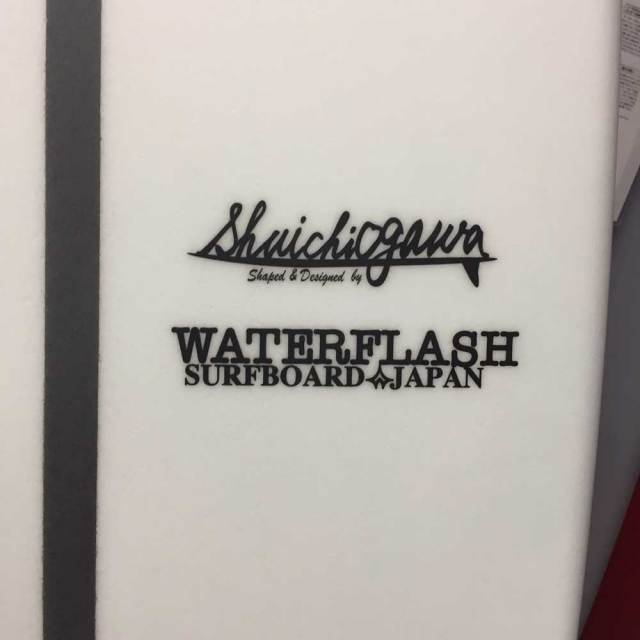 Shuichiogawa
Shaped & Designed by
WATERFLASH
SURFBOARD JAPAN